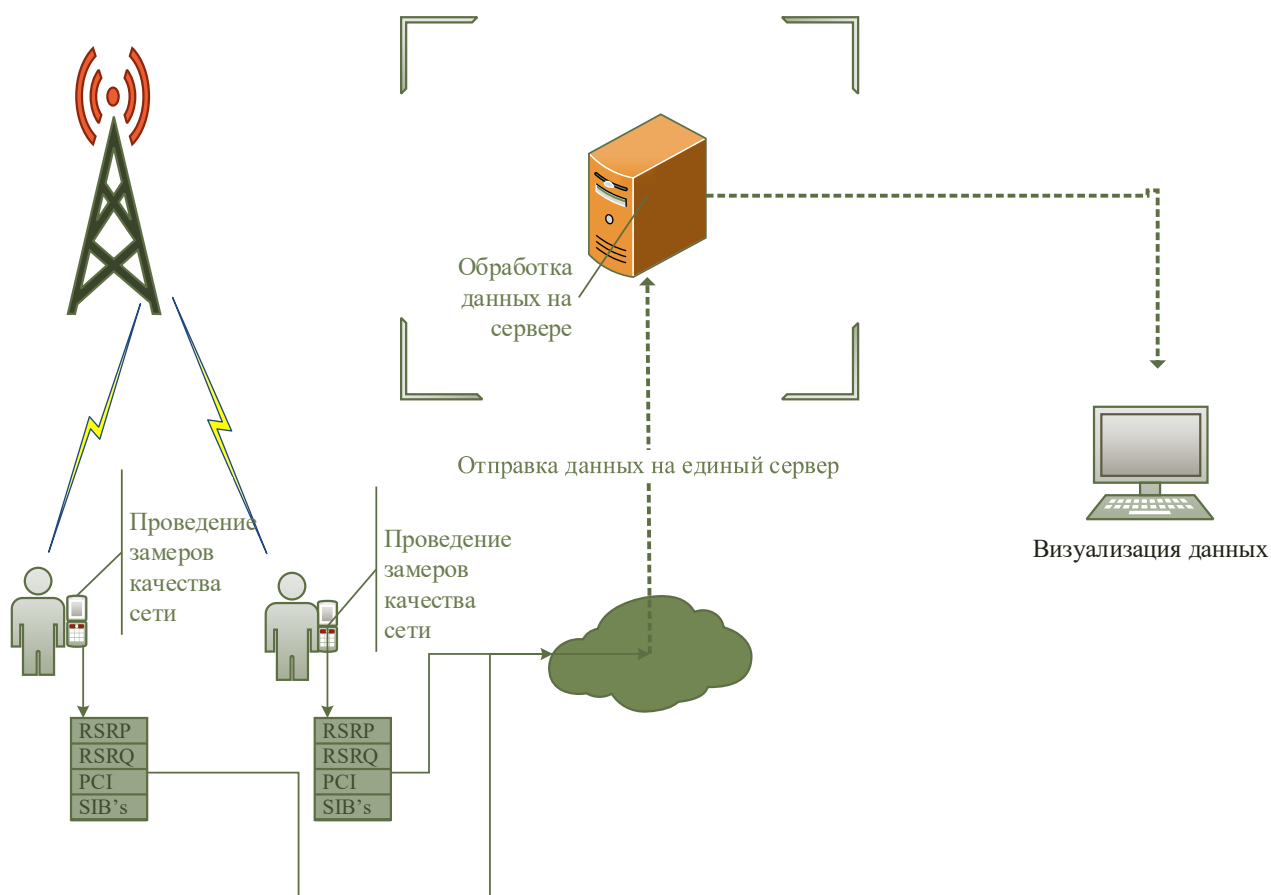 Обработка
данных на
сервере
Отправка данных на единый сервер
Проведение
замеров
качества
сети
Проведение
замеров
качества
сети
Визуализация данных
RSRP
RSRQ
PCI
SIB’s
RSRP
RSRQ
PCI
SIB’s